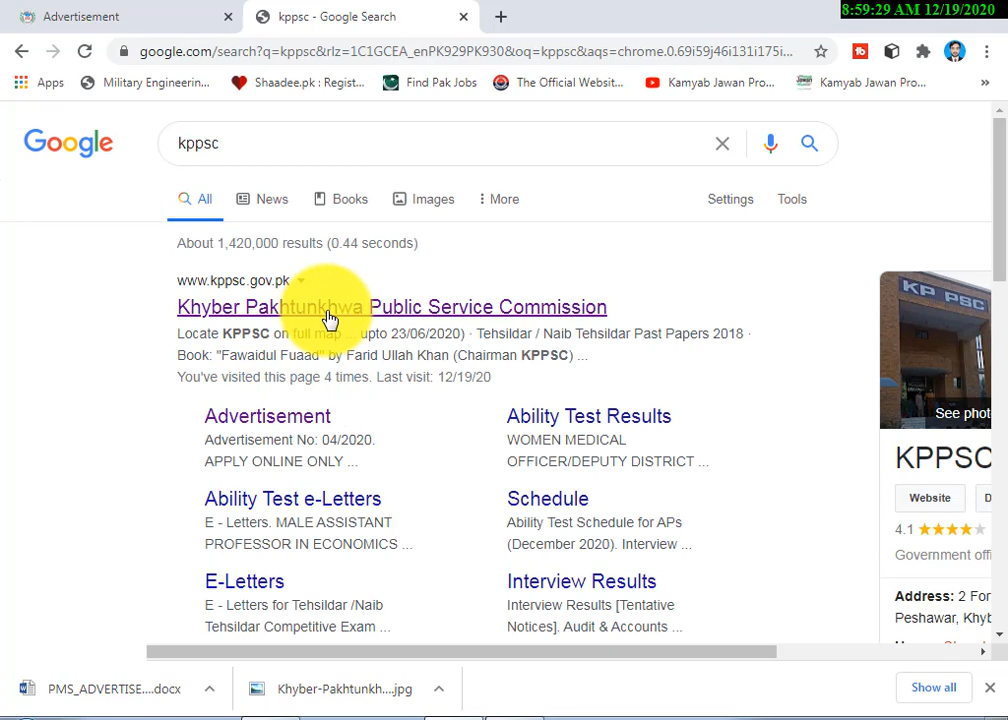 8:59:29 AM 12/19/2020
Advertisement
kppsc - Google Search
google.com/search?q=kppsc&rlz=1C1GCEA_enPK929PK930&oq=kppsc&aqs=chrome.0.69i59j46i131i175i...
Apps
Military Engineerin...
Shaadee.pk : Regist...
Find Pak Jobs
The Official Websit...
Kamyab Jawan Pro...
Kamyab Jawan Pro...
»
Google
kppsc
All
News
Books
Images
More
Settings
Tools
About 1,420,000 results (0.44 seconds)
www.kppsc.gov.pk
Khyber Pakhtunkhwa Public Service Commission
Locate KPPSC on full map ... upto 23/06/2020) · Tehsildar / Naib Tehsildar Past Papers 2018 ·
Book: "Fawaidul Fuaad" by Farid Ullah Khan (Chairman KPPSC) ...
You've visited this page 4 times. Last visit: 12/19/20
Advertisement
Advertisement No: 04/2020.
APPLY ONLINE ONLY ...
Ability Test Results
WOMEN MEDICAL
OFFICER/DEPUTY DISTRICT ...
Ability Test e-Letters
E - Letters. MALE ASSISTANT
PROFESSOR IN ECONOMICS ...
Schedule
Ability Test Schedule for APs
(December 2020). Interview ...
E-Letters
E - Letters for Tehsildar /Naib
Tehsildar Competitive Exam ...
Interview Results
Interview Results [Tentative
Notices]. Audit & Accounts ...
KP PSC
See photo
KPPSC
Website
D
4.1
Government offi
Address: 2 For
Peshawar, Khyb
PMS_ADVERTISE....docx
Khyber-Pakhtunkh....jpg
Show all